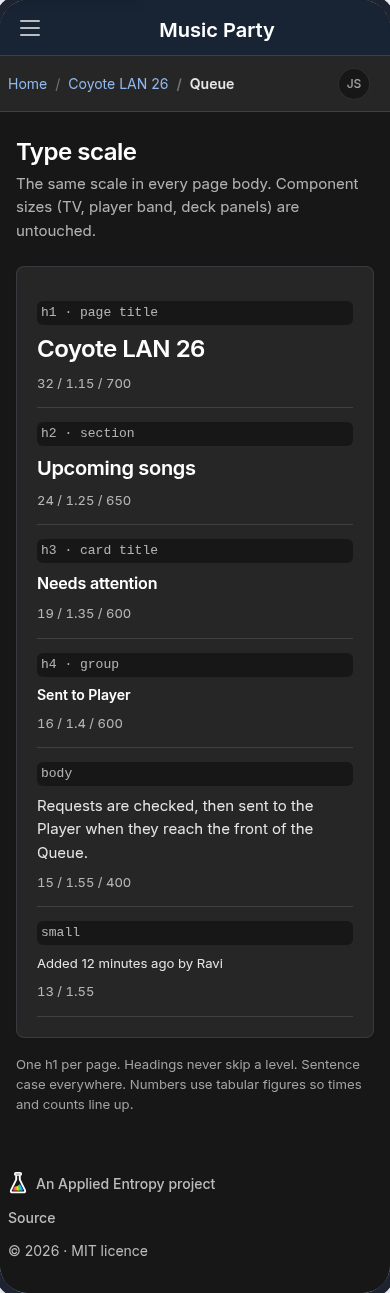 Music Party
Home / Coyote LAN 26 / Queue
JS
Type scale
The same scale in every page body. Component
sizes (TV, player band, deck panels) are
untouched.
h1 · page title
Coyote LAN 26
32 / 1.15 / 700
h2 · section
Upcoming songs
24 / 1.25 / 650
h3 · card title
Needs attention
19 / 1.35 / 600
h4 · group
Sent to Player
16 / 1.4 / 600
body
Requests are checked, then sent to the
Player when they reach the front of the
Queue.
15 / 1.55 / 400
small
Added 12 minutes ago by Ravi
13 / 1.55
One h1 per page. Headings never skip a level. Sentence
case everywhere. Numbers use tabular figures so times
and counts line up.
An Applied Entropy project
Source
© 2026 · MIT licence